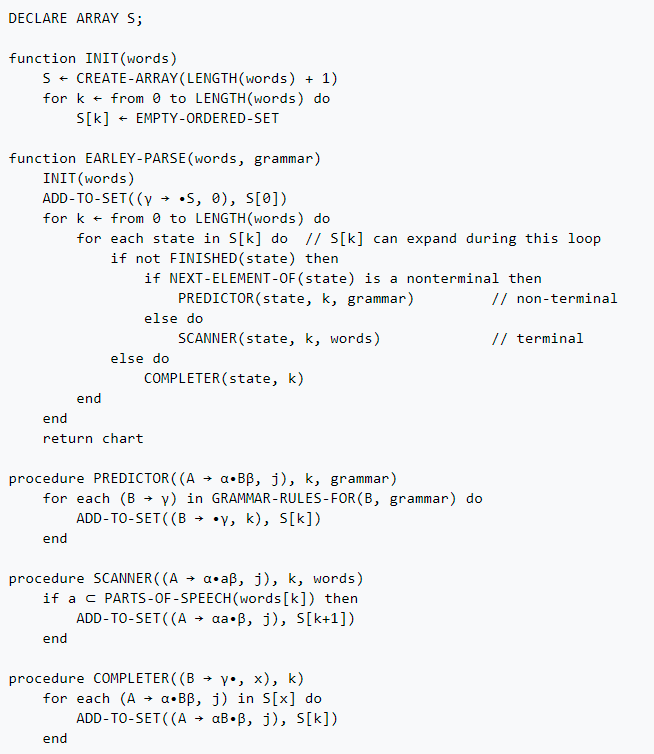 DECLARE ARRAY S;

function INIT(words)
    S ← CREATE-ARRAY(LENGTH(words) + 1)
    for k ← from 0 to LENGTH(words) do
        S[k] ← EMPTY-ORDERED-SET

function EARLEY-PARSE(words, grammar)
    INIT(words)
    ADD-TO-SET((γ → •S, 0), S[0])
    for k ← from 0 to LENGTH(words) do
        for each state in S[k] do  // S[k] can expand during this loop
            if not FINISHED(state) then
                if NEXT-ELEMENT-OF(state) is a nonterminal then
                    PREDICTOR(state, k, grammar)         // non-terminal
                else do
                    SCANNER(state, k, words)             // terminal
            else do
                COMPLETER(state, k)
        end
    end
    return chart

procedure PREDICTOR((A → α•Bβ, j), k, grammar)
    for each (B → γ) in GRAMMAR-RULES-FOR(B, grammar) do
        ADD-TO-SET((B → •γ, k), S[k])
    end

procedure SCANNER((A → α•aβ, j), k, words)
    if a ⊂ PARTS-OF-SPEECH(words[k]) then
        ADD-TO-SET((A → αa•β, j), S[k+1])
    end

procedure COMPLETER((B → γ•, x), k)
    for each (A → α•Bβ, j) in S[x] do
        ADD-TO-SET((A → αB•β, j), S[k])
    end